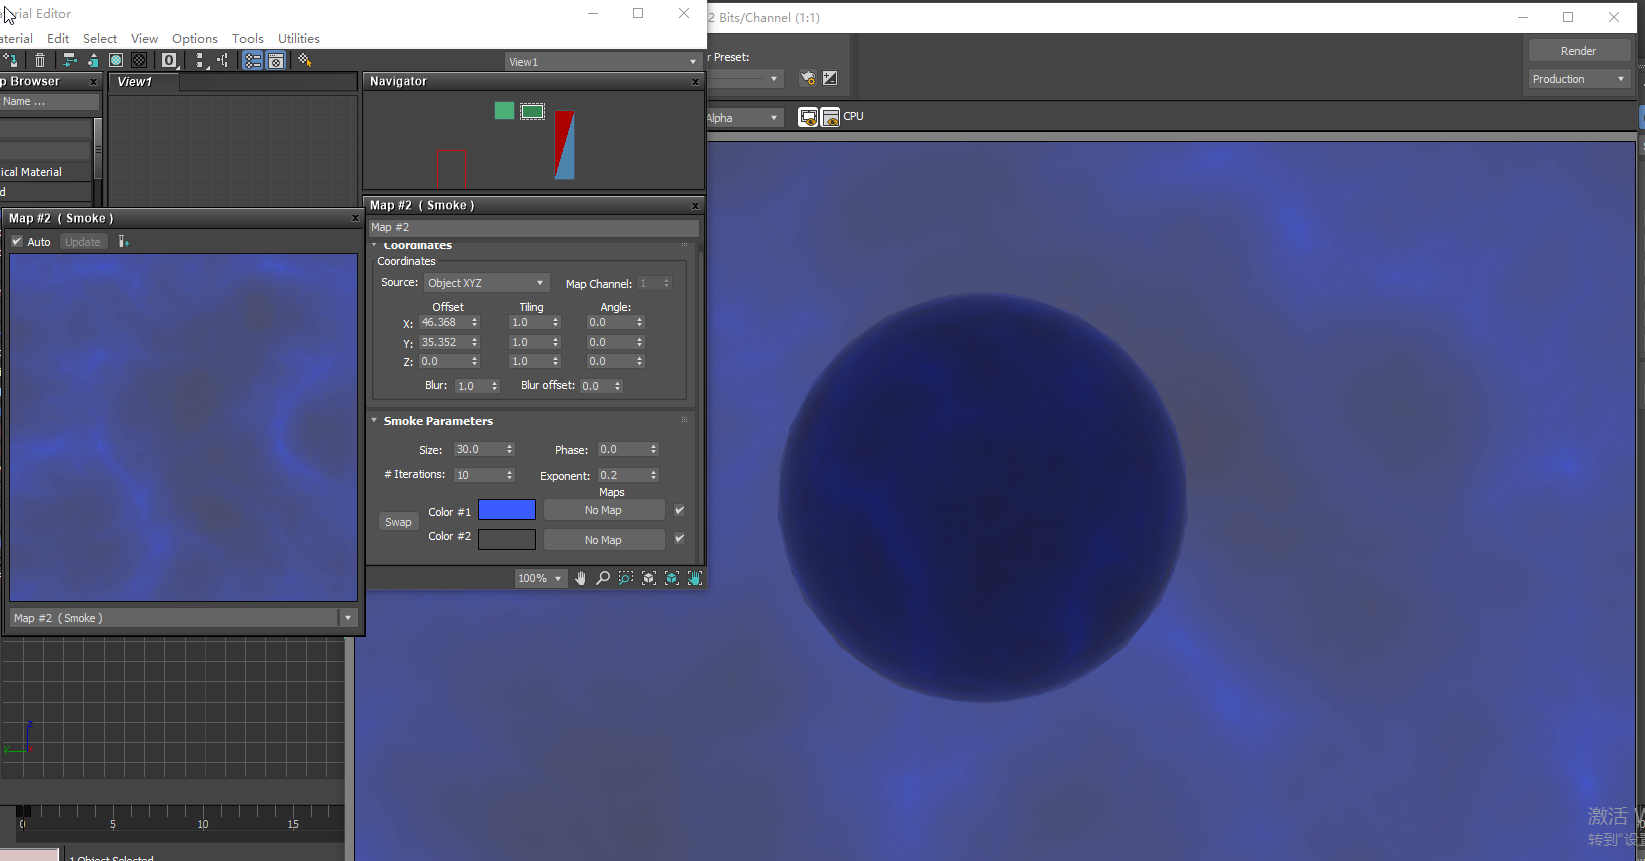 aterial Editor
2 Bits/Channel (1:1)
aterial Edit Select View Options Tools Utilities
r Preset:
Render
View1
Production
p Browser
View1
Navigator
Name ...
Alpha
CPU
ical Material
d
Map #2 ( Smoke )
Map #2 ( Smoke )
Auto
Update
Map #2
Coordinates
Coordinates
Source: Object XYZ Map Channel: 1
Offset Tiling Angle:
X: 46.368 1.0 0.0
Y: 35.352 1.0 0.0
Z: 0.0 1.0 0.0
Blur: 1.0 Blur offset: 0.0
Smoke Parameters
Size: 30.0 Phase: 0.0
# Iterations: 10 Exponent: 0.2
Maps
Color #1 No Map
Swap
Color #2 No Map
100%
Map #2 ( Smoke )
z
y
0 5 10 15
1 Object Selected
激活 W
转到"设置